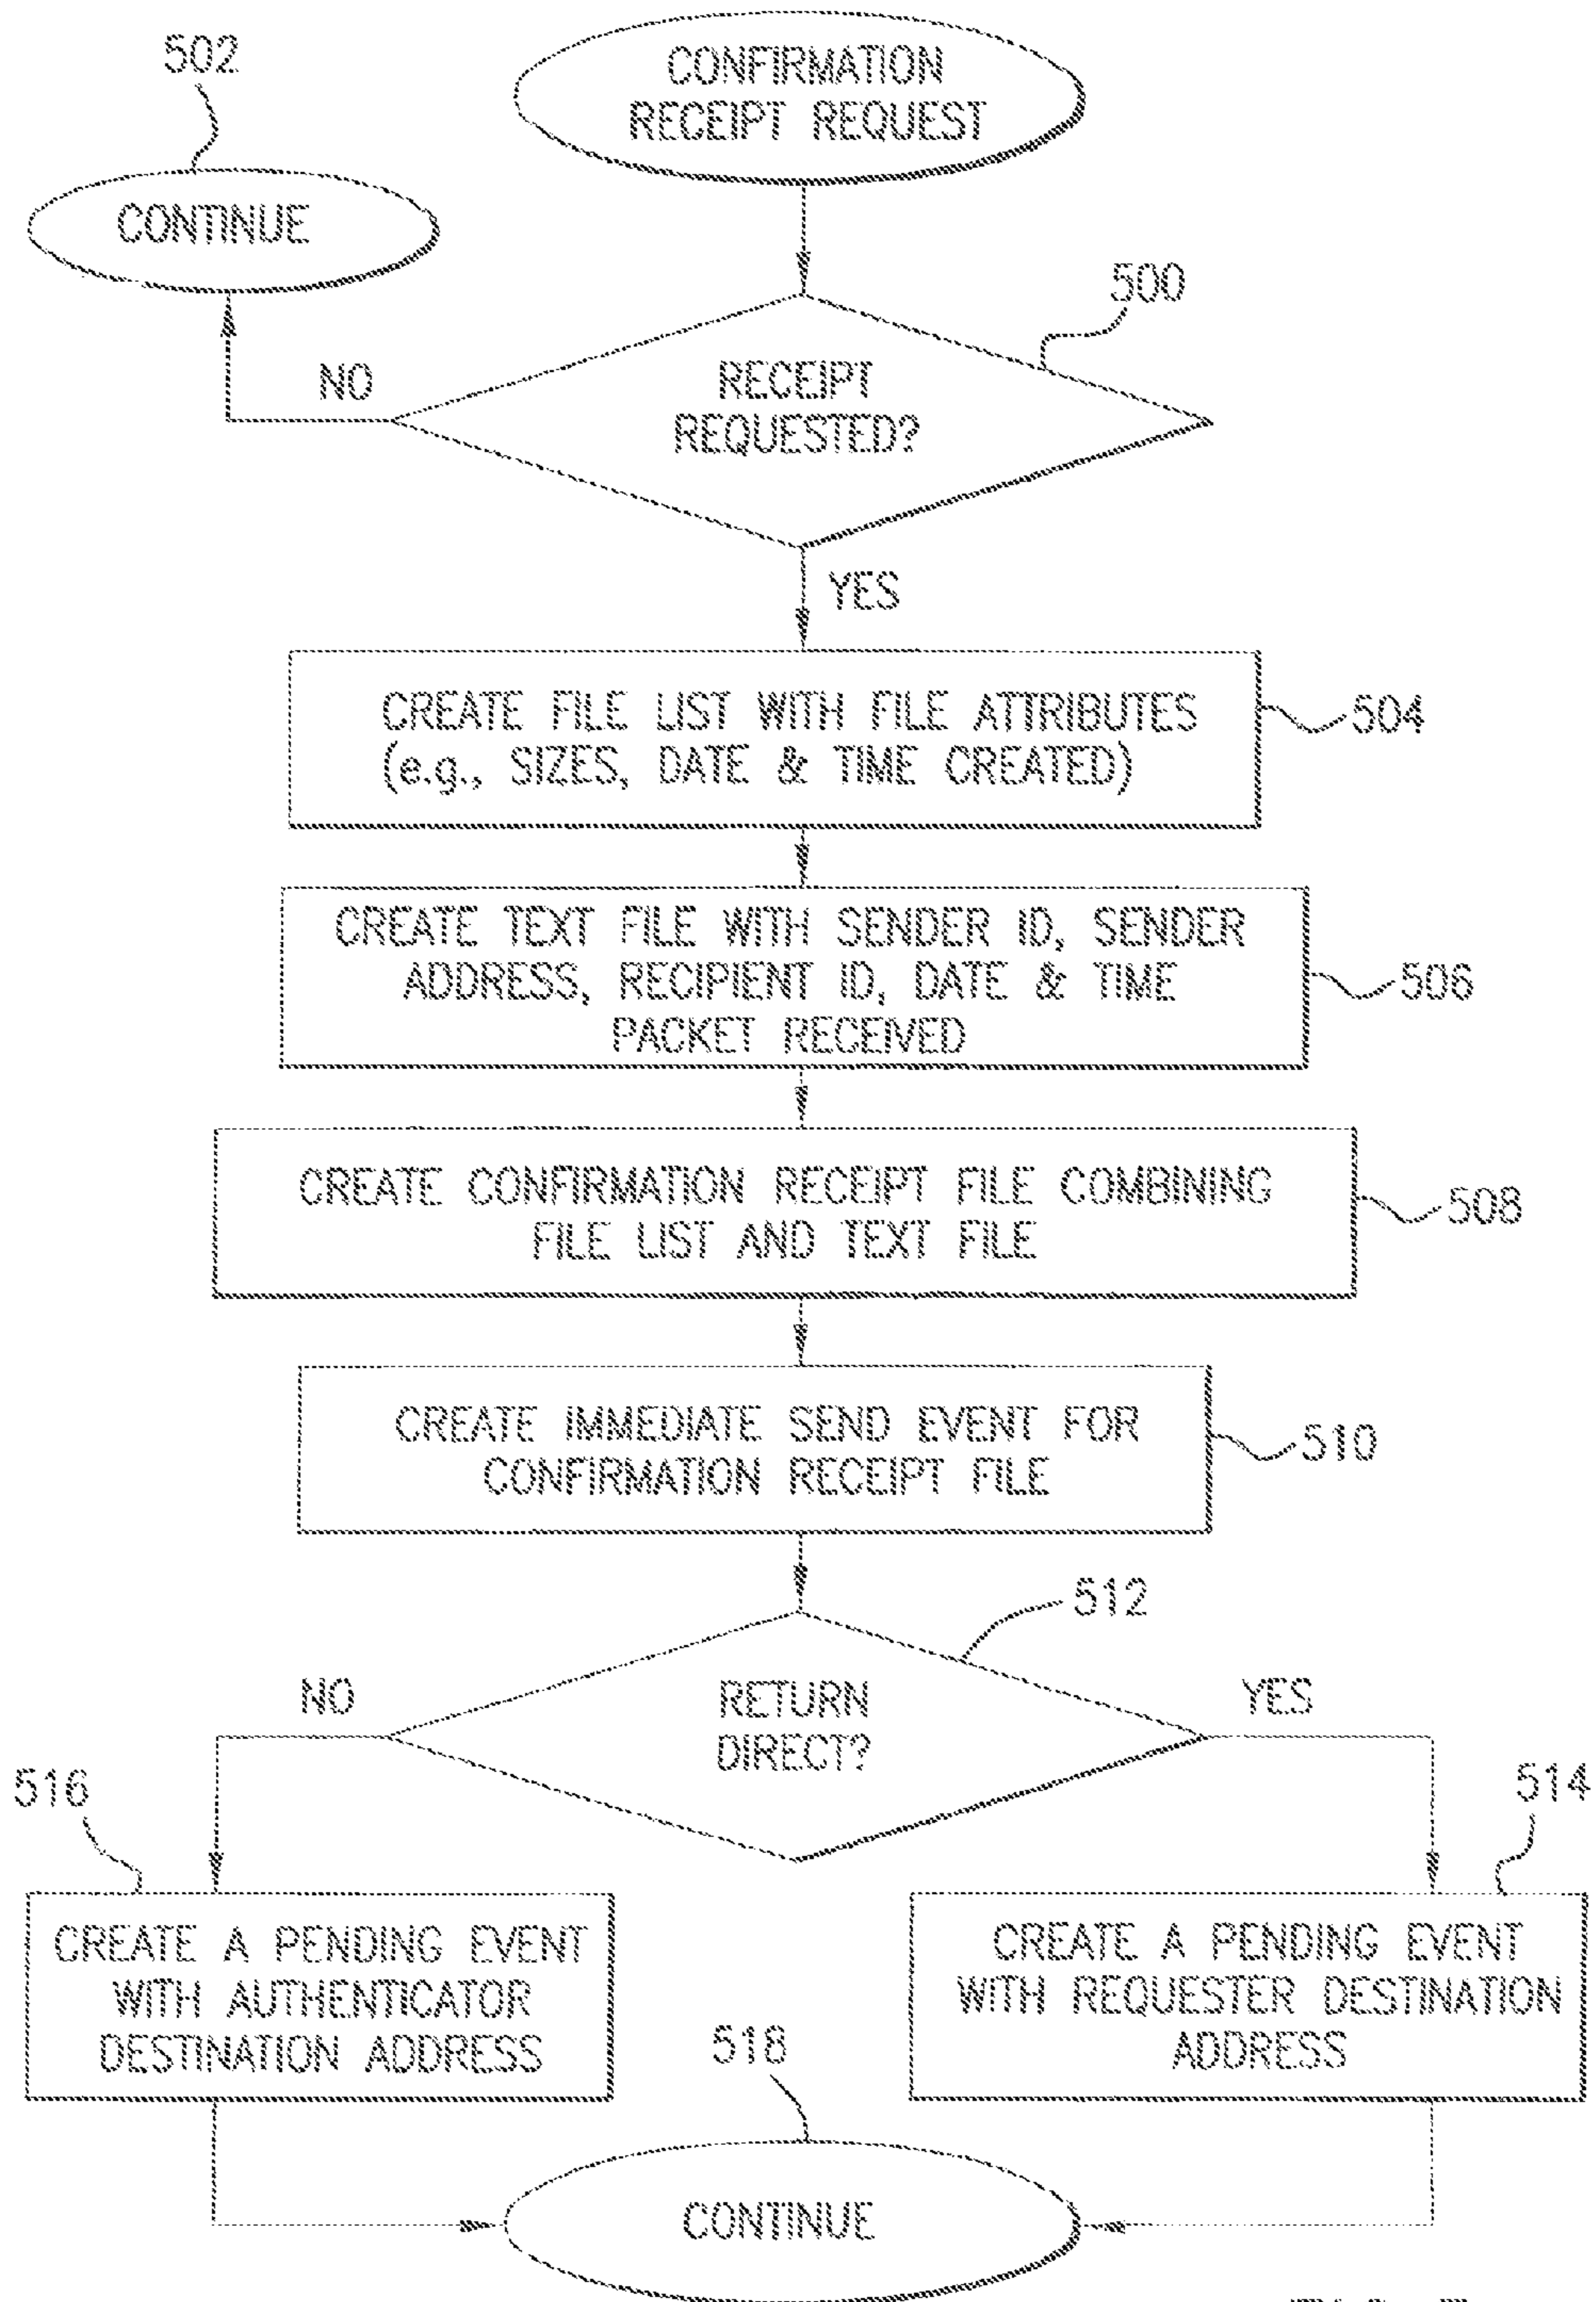 CONFIRMATION
RECEIPT REQUEST
502
CONTINUE
500
NO
RECEIPT
REQUESTED?
YES
CREATE FILE LIST WITH FILE ATTRIBUTES
(e.g., SIZES, DATE & TIME CREATED)
504
CREATE TEXT FILE WITH SENDER ID, SENDER
ADDRESS, RECIPIENT ID, DATE & TIME
PACKET RECEIVED
506
CREATE CONFIRMATION RECEIPT FILE COMBINING
FILE LIST AND TEXT FILE
508
CREATE IMMEDIATE SEND EVENT FOR
CONFIRMATION RECEIPT FILE
510
512
NO
RETURN
DIRECT?
YES
516
514
CREATE A PENDING EVENT
WITH AUTHENTICATOR
DESTINATION ADDRESS
CREATE A PENDING EVENT
WITH REQUESTER DESTINATION
ADDRESS
518
CONTINUE